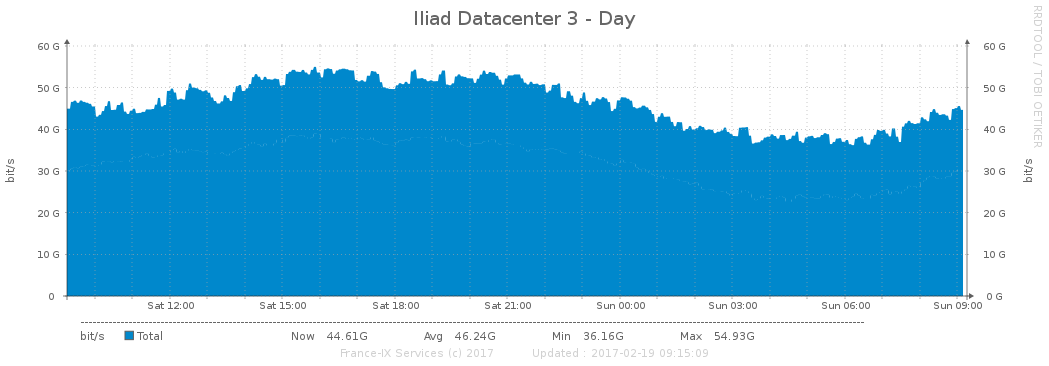 Iliad Datacenter 3 - Day
RRDTOOL / TOBI OETIKER
60 G 60 G
50 G 50 G
40 G 40 G
30 G 30 G
20 G 20 G
10 G 10 G
0 0 G
bit/s bit/s
Sat 12:00 Sat 15:00 Sat 18:00 Sat 21:00 Sun 00:00 Sun 03:00 Sun 06:00 Sun 09:00
bit/s Total Now 44.61G Avg 46.24G Min 36.16G Max 54.93G
France-IX Services (c) 2017 Updated : 2017-02-19 09:15:09